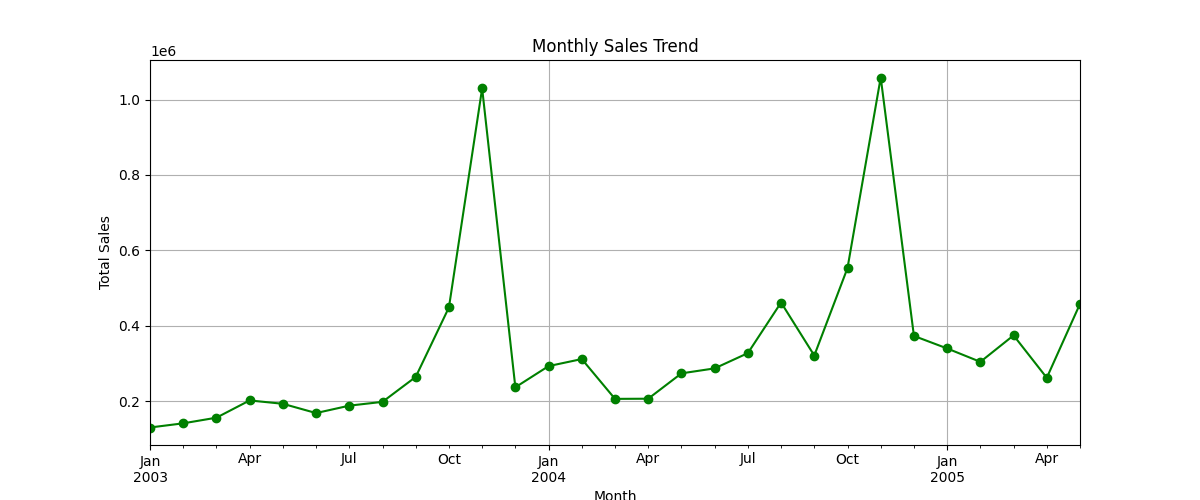 Monthly Sales Trend
1e6
1.0
0.8
0.6
0.4
0.2
Total Sales
Jan Apr Jul Oct Jan Apr Jul Oct Jan Apr
2003 2004 2005
Month